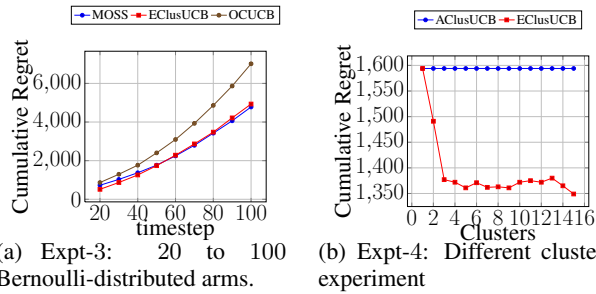 MOSS EClusUCB OCUCB
Cumulative Regret
6,000
4,000
2,000
0
20 40 60 80 100
timestep
(a) Expt-3: 20 to 100
Bernoulli-distributed arms.
AClusUCB EClusUCB
Cumulative Regret
1,600
1,550
1,500
1,450
1,400
1,350
0 2 4 6 8 10 12 14 16
Clusters
(b) Expt-4: Different cluste
experiment